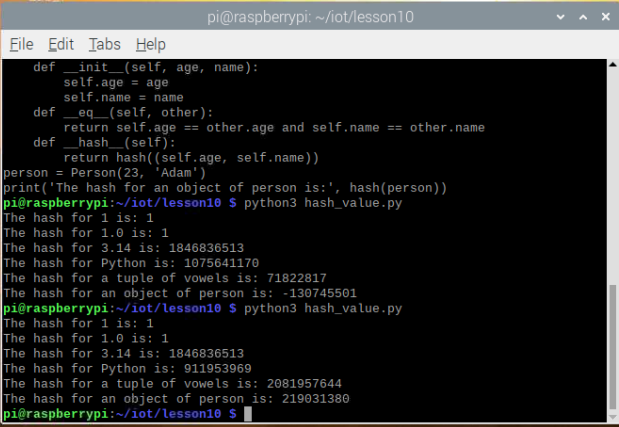 pi@raspberrypi: ~/iot/lesson10
File Edit Tabs Help
    def __init__(self, age, name):
        self.age = age
        self.name = name
    def __eq__(self, other):
        return self.age == other.age and self.name == other.name
    def __hash__(self):
        return hash((self.age, self.name))
person = Person(23, 'Adam')
print('The hash for an object of person is:', hash(person))
pi@raspberrypi:~/iot/lesson10 $ python3 hash_value.py
The hash for 1 is: 1
The hash for 1.0 is: 1
The hash for 3.14 is: 1846836513
The hash for Python is: 1075641170
The hash for a tuple of vowels is: 71822817
The hash for an object of person is: -130745501
pi@raspberrypi:~/iot/lesson10 $ python3 hash_value.py
The hash for 1 is: 1
The hash for 1.0 is: 1
The hash for 3.14 is: 1846836513
The hash for Python is: 911953969
The hash for a tuple of vowels is: 2081957644
The hash for an object of person is: 219031380
pi@raspberrypi:~/iot/lesson10 $